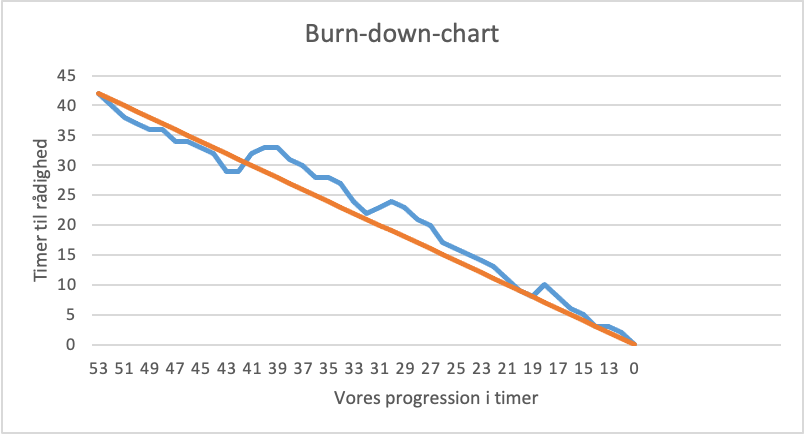 Burn-down-chart
45
40
35
30
25
20
15
10
5
0
Timer til rådighed
53 51 49 47 45 43 41 39 37 35 33 31 29 27 25 23 21 19 17 15 13 0
Vores progression i timer